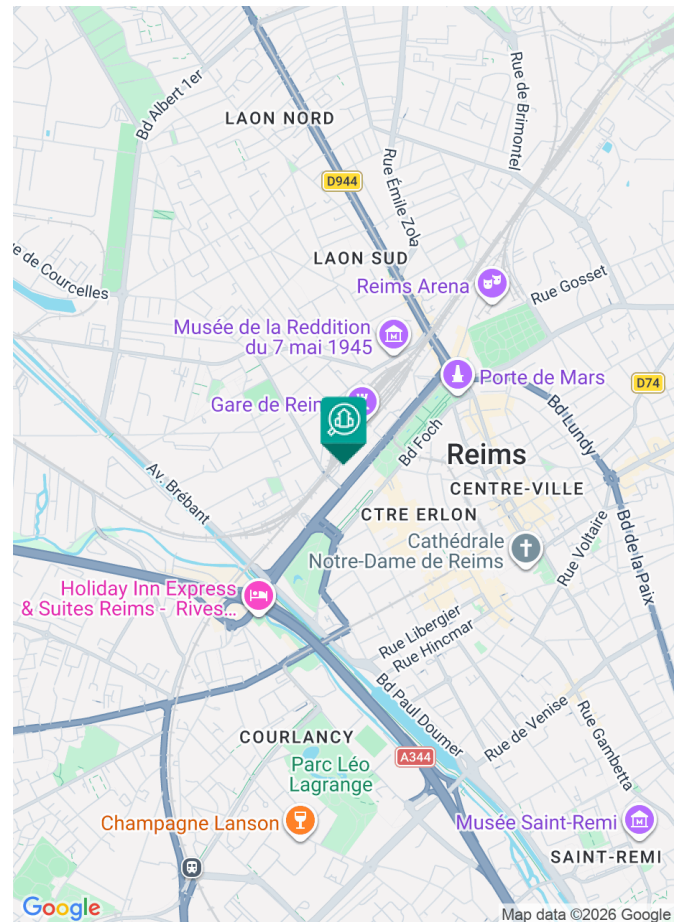 Bd Albert 1er
Rue de Brimontel
LAON NORD
D944
Rue Émile Zola
LAON SUD
de Courcelles
Reims Arena
Rue Gosset
Musée de la Reddition
du 7 mai 1945
Porte de Mars
D74
Gare de Reim
Bd Lundy
Bd Foch
Reims
CENTRE-VILLE
Av. Brébant
CTRE ERLON
Rue Voltaire
Bd de la Paix
Cathédrale
Notre-Dame de Reims
Holiday Inn Express
& Suites Reims - Rives...
Rue Libergier
Rue Hincmar
Bd Paul Doumer
Rue de Venise
Rue Gambetta
COURLANCY
A344
Parc Léo
Lagrange
Champagne Lanson
Musée Saint-Remi
SAINT-REMI
Google
Map data ©2026 Google